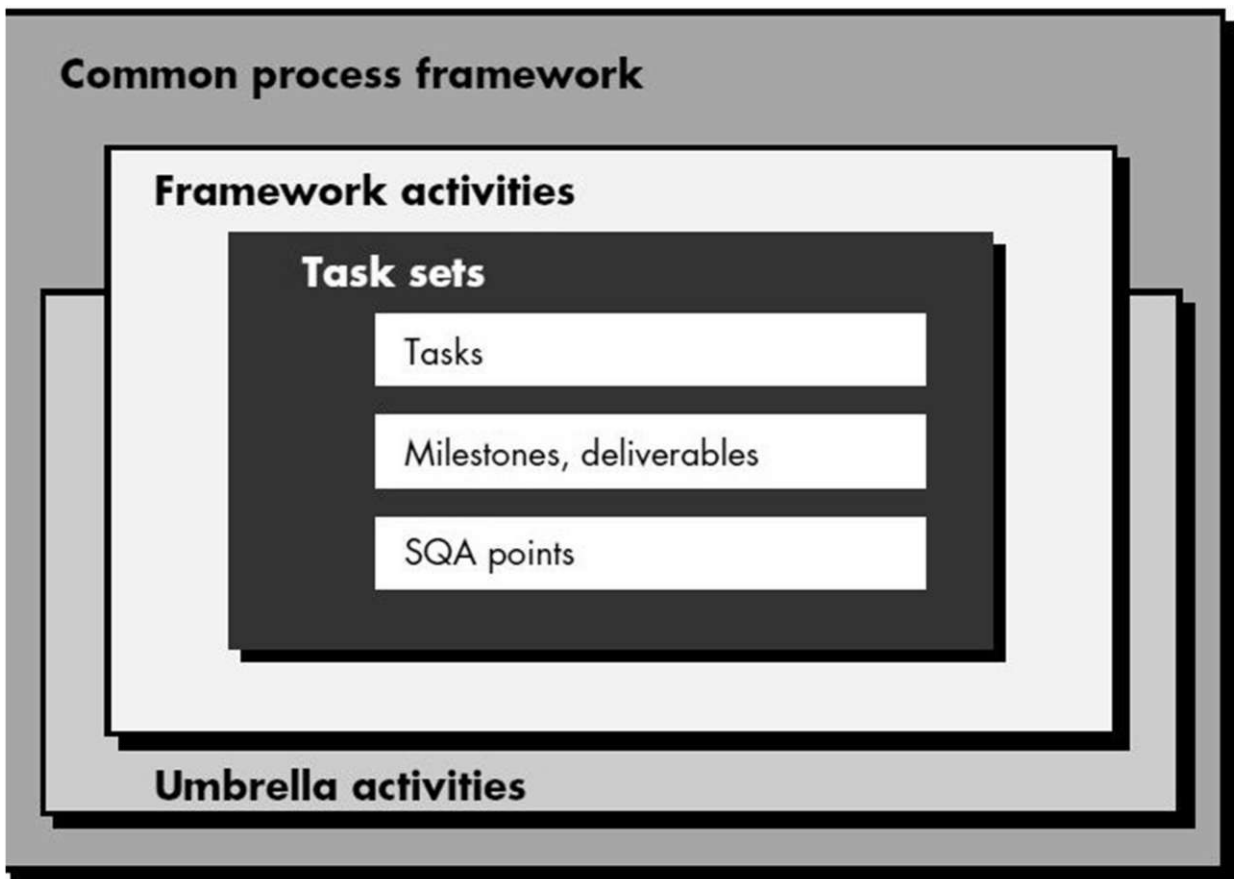 Common process framework
Framework activities
Task sets
Tasks
Milestones, deliverables
SQA points
Umbrella activities